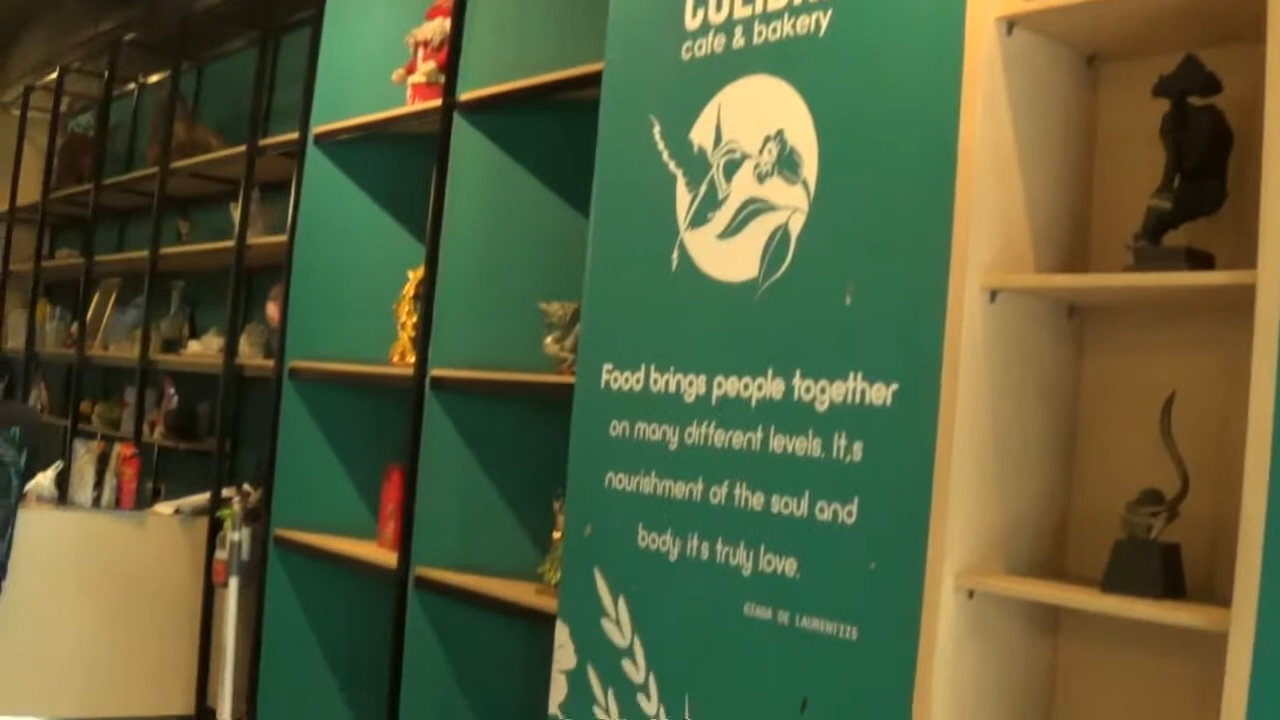 cafe & bakery
Food brings people together
on many different levels. It,s
nourishment of the soul and
body; it's truly love.
GIADA DE LAURENTIIS